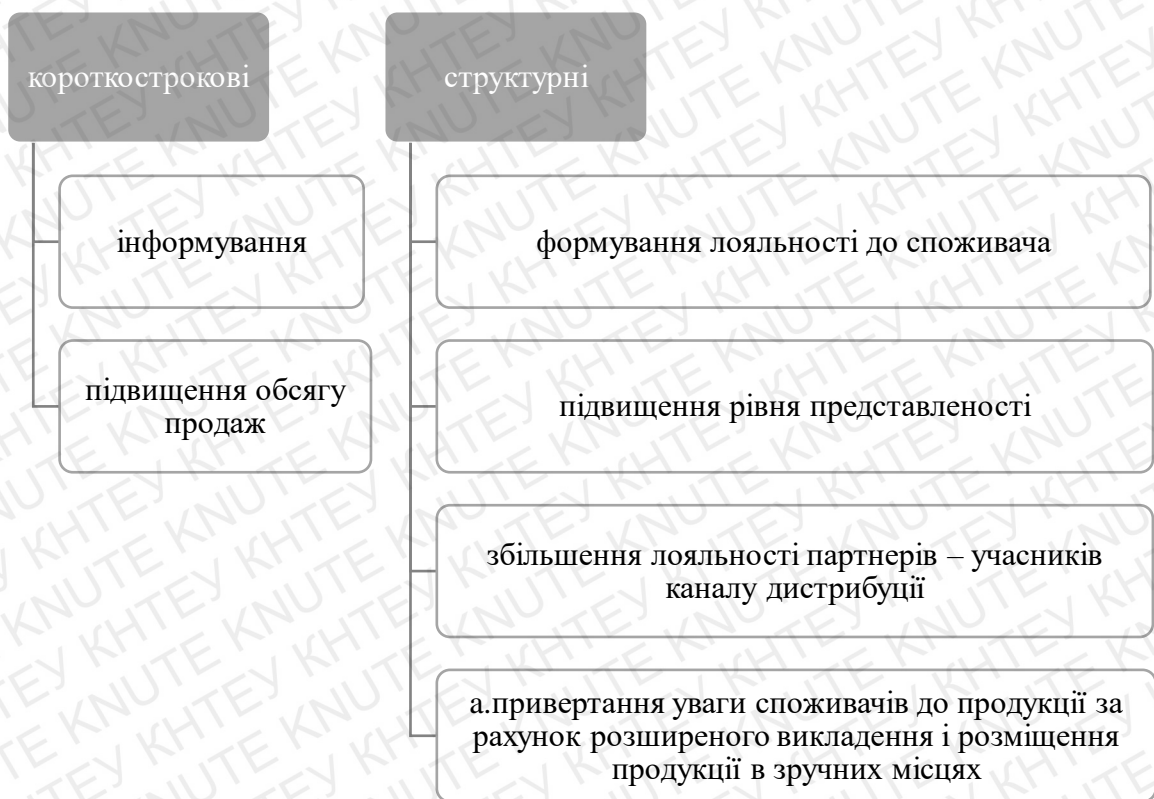 короткострокові
інформування
підвищення обсягу
продаж
структурні
формування лояльності до споживача
підвищення рівня представленості
збільшення лояльності партнерів – учасників
каналу дистрибуції
а.привертання уваги споживачів до продукції за
рахунок розширеного викладення і розміщення
продукції в зручних місцях